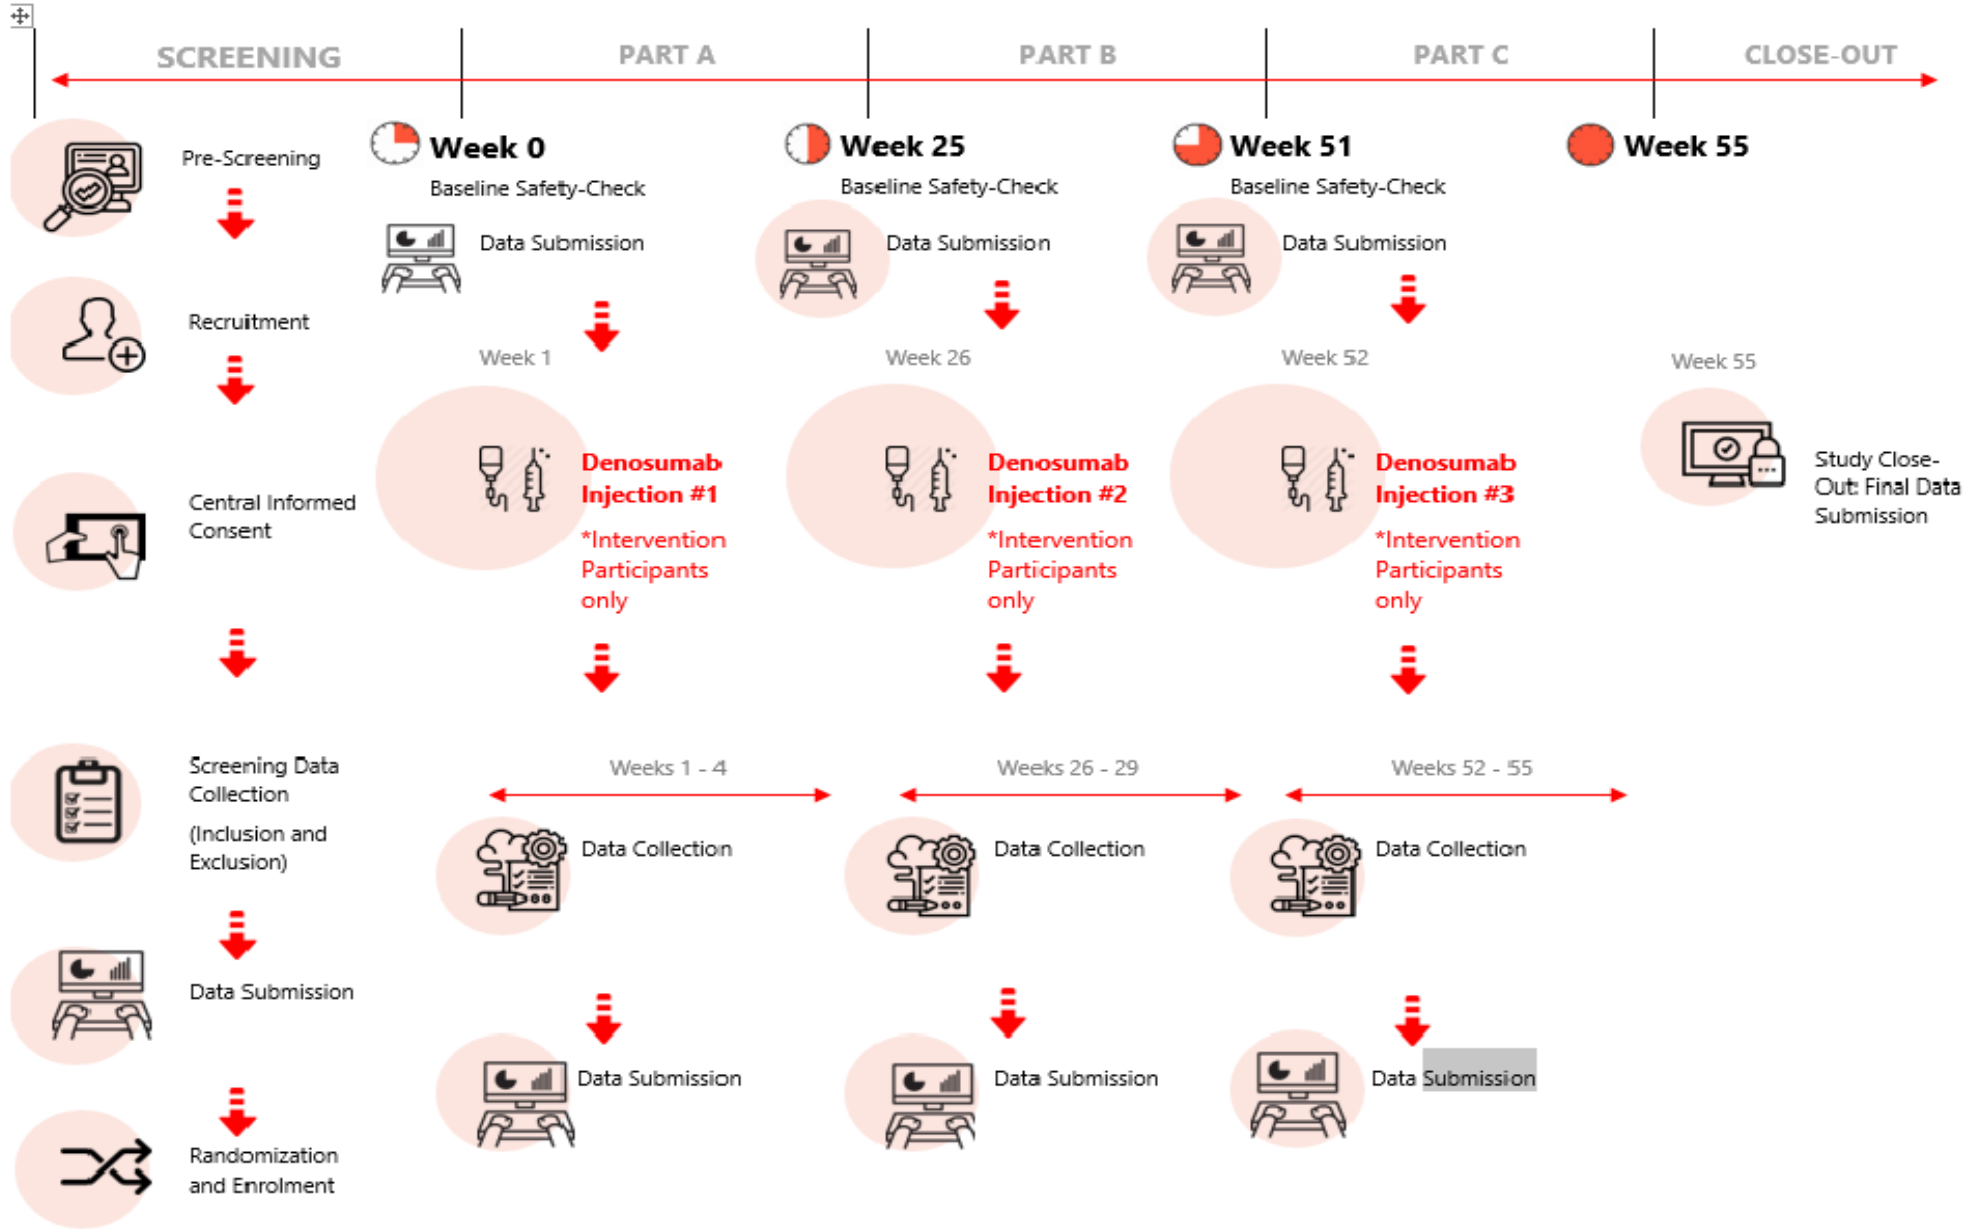 SCREENING
PART A
PART B
PART C
CLOSE-OUT
Pre-Screening
Recruitment
Central Informed
Consent
Screening Data
Collection
(Inclusion and
Exclusion)
Data Submission
Randomization
and Enrolment
Week 0
Baseline Safety-Check
Data Submission
Week 1
Denosumab
Injection #1
*Intervention
Participants
only
Weeks 1 - 4
Data Collection
Data Submission
Week 25
Baseline Safety-Check
Data Submission
Week 26
Denosumab
Injection #2
*Intervention
Participants
only
Weeks 26 - 29
Data Collection
Data Submission
Week 51
Baseline Safety-Check
Data Submission
Week 52
Denosumab
Injection #3
*Intervention
Participants
only
Weeks 52 - 55
Data Collection
Data Submission
Week 55
Week 55
Study Close-
Out: Final Data
Submission